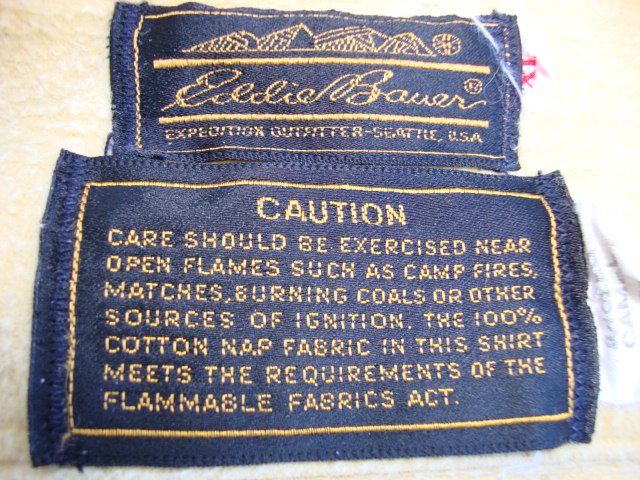 Eddie Bauer ®
EXPEDITION OUTFITTER-SEATTLE, U.S.A
CAUTION
CARE SHOULD BE EXERCISED NEAR
OPEN FLAMES SUCH AS CAMP FIRES,
MATCHES, BURNING COALS OR OTHER
SOURCES OF IGNITION. THE 100%
COTTON NAP FABRIC IN THIS SHIRT
MEETS THE REQUIREMENTS OF THE
FLAMMABLE FABRICS ACT.